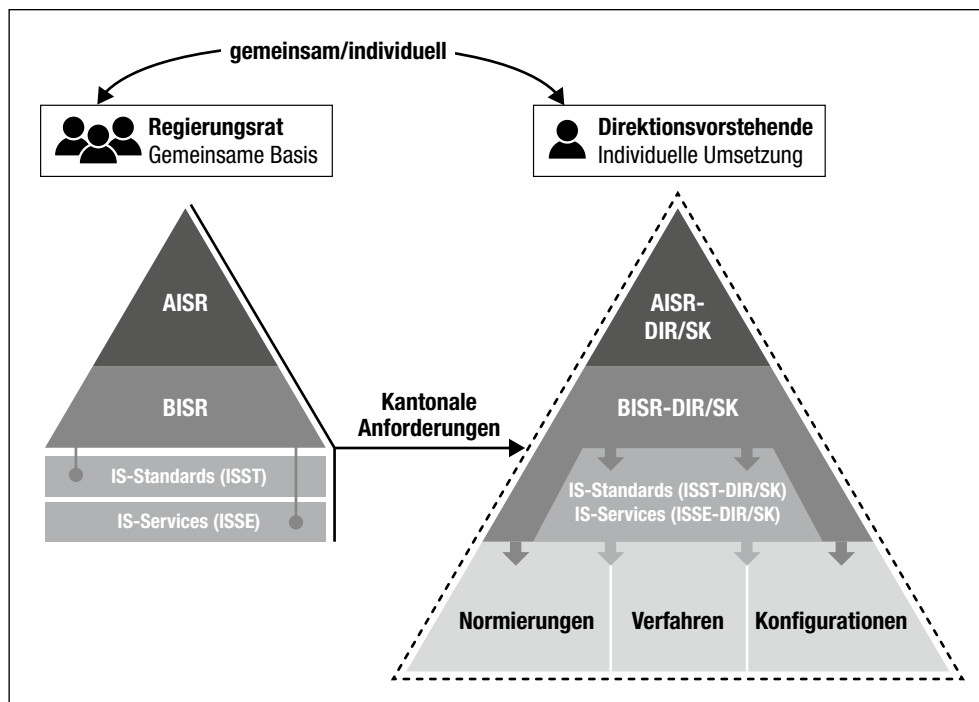 gemeinsam/individuell
Regierungsrat
Gemeinsame Basis
Direktionsvorstehende
Individuelle Umsetzung
AISR
BISR
IS-Standards (ISST)
IS-Services (ISSE)
Kantonale
Anforderungen
AISR-
DIR/SK
BISR-DIR/SK
IS-Standards (ISST-DIR/SK)
IS-Services (ISSE-DIR/SK)
Normierungen
Verfahren
Konfigurationen